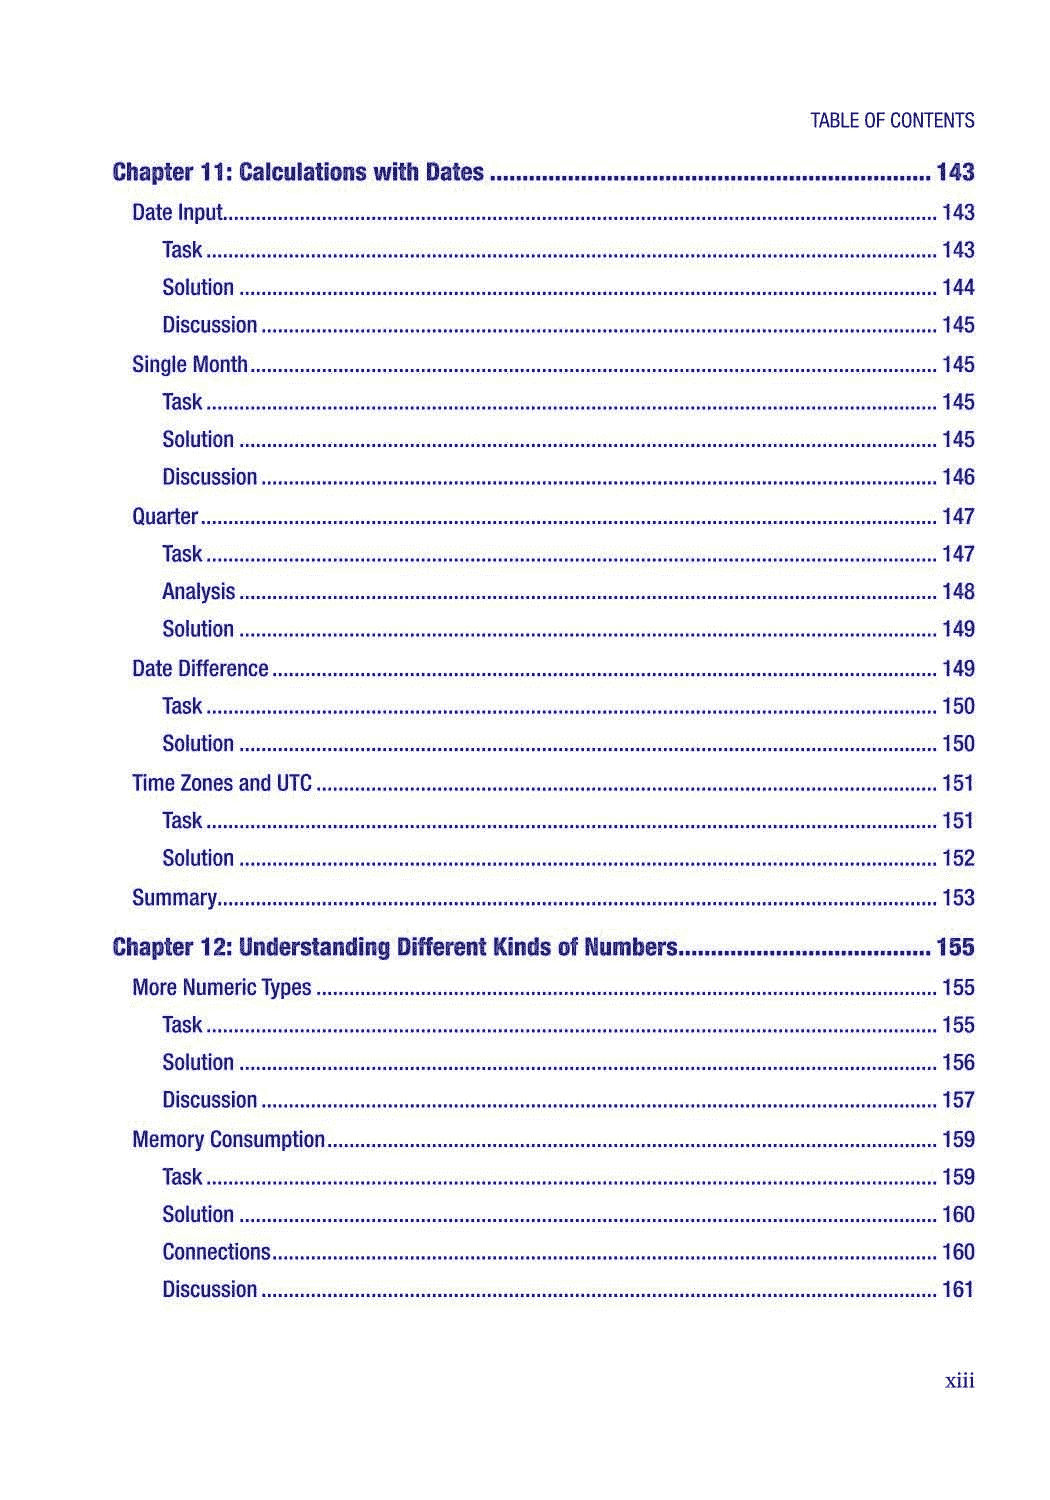 TABLE OF CONTENTS
Chapter 11: Calculations with Dates ................................................................... 143
Date Input................................................................................................................................. 143
Task .................................................................................................................................... 143
Solution .............................................................................................................................. 144
Discussion .......................................................................................................................... 145
Single Month............................................................................................................................ 145
Task .................................................................................................................................... 145
Solution .............................................................................................................................. 145
Discussion .......................................................................................................................... 146
Quarter ..................................................................................................................................... 147
Task .................................................................................................................................... 147
Analysis .............................................................................................................................. 148
Solution .............................................................................................................................. 149
Date Difference ........................................................................................................................ 149
Task .................................................................................................................................... 150
Solution .............................................................................................................................. 150
Time Zones and UTC ................................................................................................................ 151
Task .................................................................................................................................... 151
Solution .............................................................................................................................. 152
Summary.................................................................................................................................. 153
Chapter 12: Understanding Different Kinds of Numbers....................................... 155
More Numeric Types ................................................................................................................ 155
Task .................................................................................................................................... 155
Solution .............................................................................................................................. 156
Discussion .......................................................................................................................... 157
Memory Consumption.............................................................................................................. 159
Task .................................................................................................................................... 159
Solution .............................................................................................................................. 160
Connections........................................................................................................................ 160
Discussion .......................................................................................................................... 161
xiii